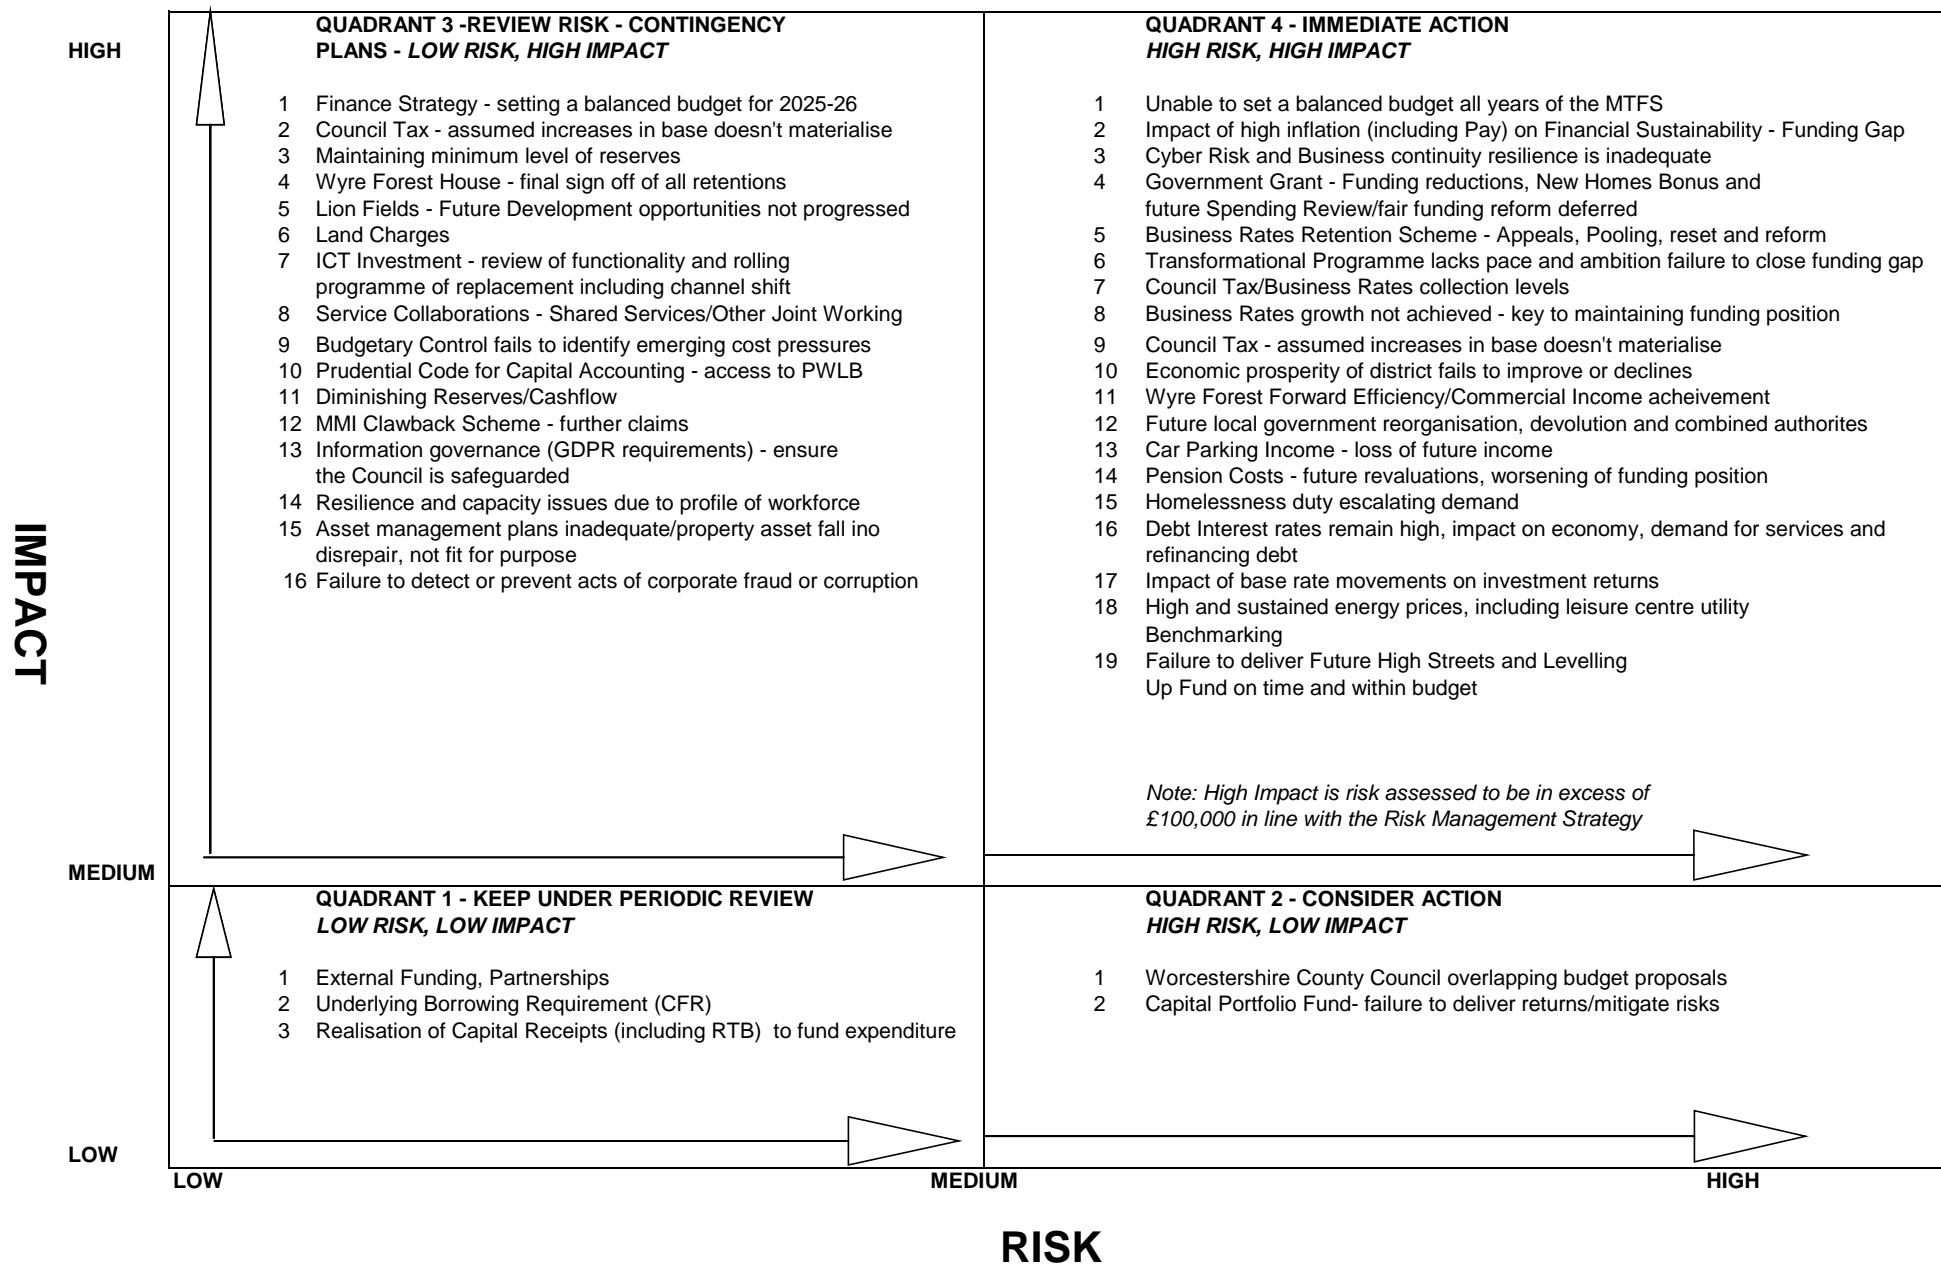 HIGH
QUADRANT 3 -REVIEW RISK - CONTINGENCY
PLANS - LOW RISK, HIGH IMPACT
1 Finance Strategy - setting a balanced budget for 2025-26
2 Council Tax - assumed increases in base doesn't materialise
3 Maintaining minimum level of reserves
4 Wyre Forest House - final sign off of all retentions
5 Lion Fields - Future Development opportunities not progressed
6 Land Charges
7 ICT Investment - review of functionality and rolling
programme of replacement including channel shift
8 Service Collaborations - Shared Services/Other Joint Working
9 Budgetary Control fails to identify emerging cost pressures
10 Prudential Code for Capital Accounting - access to PWLB
11 Diminishing Reserves/Cashflow
12 MMI Clawback Scheme - further claims
13 Information governance (GDPR requirements) - ensure
the Council is safeguarded
14 Resilience and capacity issues due to profile of workforce
15 Asset management plans inadequate/property asset fall ino
disrepair, not fit for purpose
16 Failure to detect or prevent acts of corporate fraud or corruption
QUADRANT 4 - IMMEDIATE ACTION
HIGH RISK, HIGH IMPACT
1 Unable to set a balanced budget all years of the MTFS
2 Impact of high inflation (including Pay) on Financial Sustainability - Funding Gap
3 Cyber Risk and Business continuity resilience is inadequate
4 Government Grant - Funding reductions, New Homes Bonus and
future Spending Review/fair funding reform deferred
5 Business Rates Retention Scheme - Appeals, Pooling, reset and reform
6 Transformational Programme lacks pace and ambition failure to close funding gap
7 Council Tax/Business Rates collection levels
8 Business Rates growth not achieved - key to maintaining funding position
9 Council Tax - assumed increases in base doesn't materialise
10 Economic prosperity of district fails to improve or declines
11 Wyre Forest Forward Efficiency/Commercial Income acheivement
12 Future local government reorganisation, devolution and combined authorites
13 Car Parking Income - loss of future income
14 Pension Costs - future revaluations, worsening of funding position
15 Homelessness duty escalating demand
16 Debt Interest rates remain high, impact on economy, demand for services and
refinancing debt
17 Impact of base rate movements on investment returns
18 High and sustained energy prices, including leisure centre utility
Benchmarking
19 Failure to deliver Future High Streets and Levelling
Up Fund on time and within budget
Note: High Impact is risk assessed to be in excess of
£100,000 in line with the Risk Management Strategy
IMPACT
MEDIUM
QUADRANT 1 - KEEP UNDER PERIODIC REVIEW
LOW RISK, LOW IMPACT
1 External Funding, Partnerships
2 Underlying Borrowing Requirement (CFR)
3 Realisation of Capital Receipts (including RTB) to fund expenditure
QUADRANT 2 - CONSIDER ACTION
HIGH RISK, LOW IMPACT
1 Worcestershire County Council overlapping budget proposals
2 Capital Portfolio Fund- failure to deliver returns/mitigate risks
LOW
LOW MEDIUM HIGH
RISK